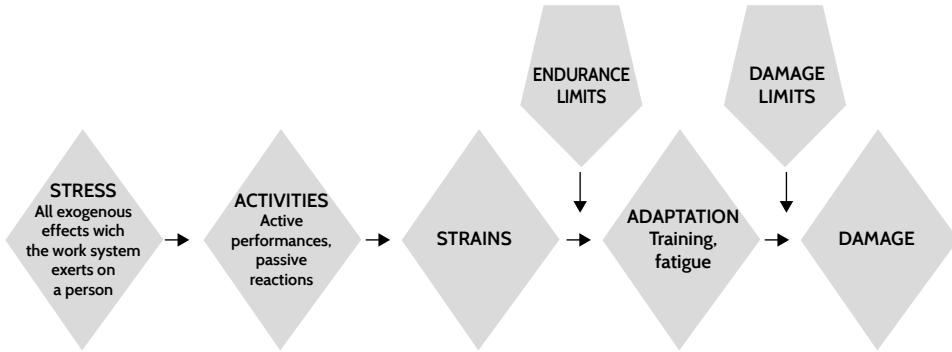 ENDURANCE
LIMITS
DAMAGE
LIMITS
STRESS
All exogenous
effects wich
the work system
exerts on
a person
ACTIVITIES
Active
performances,
passive
reactions
STRAINS
ADAPTATION
Training,
fatigue
DAMAGE